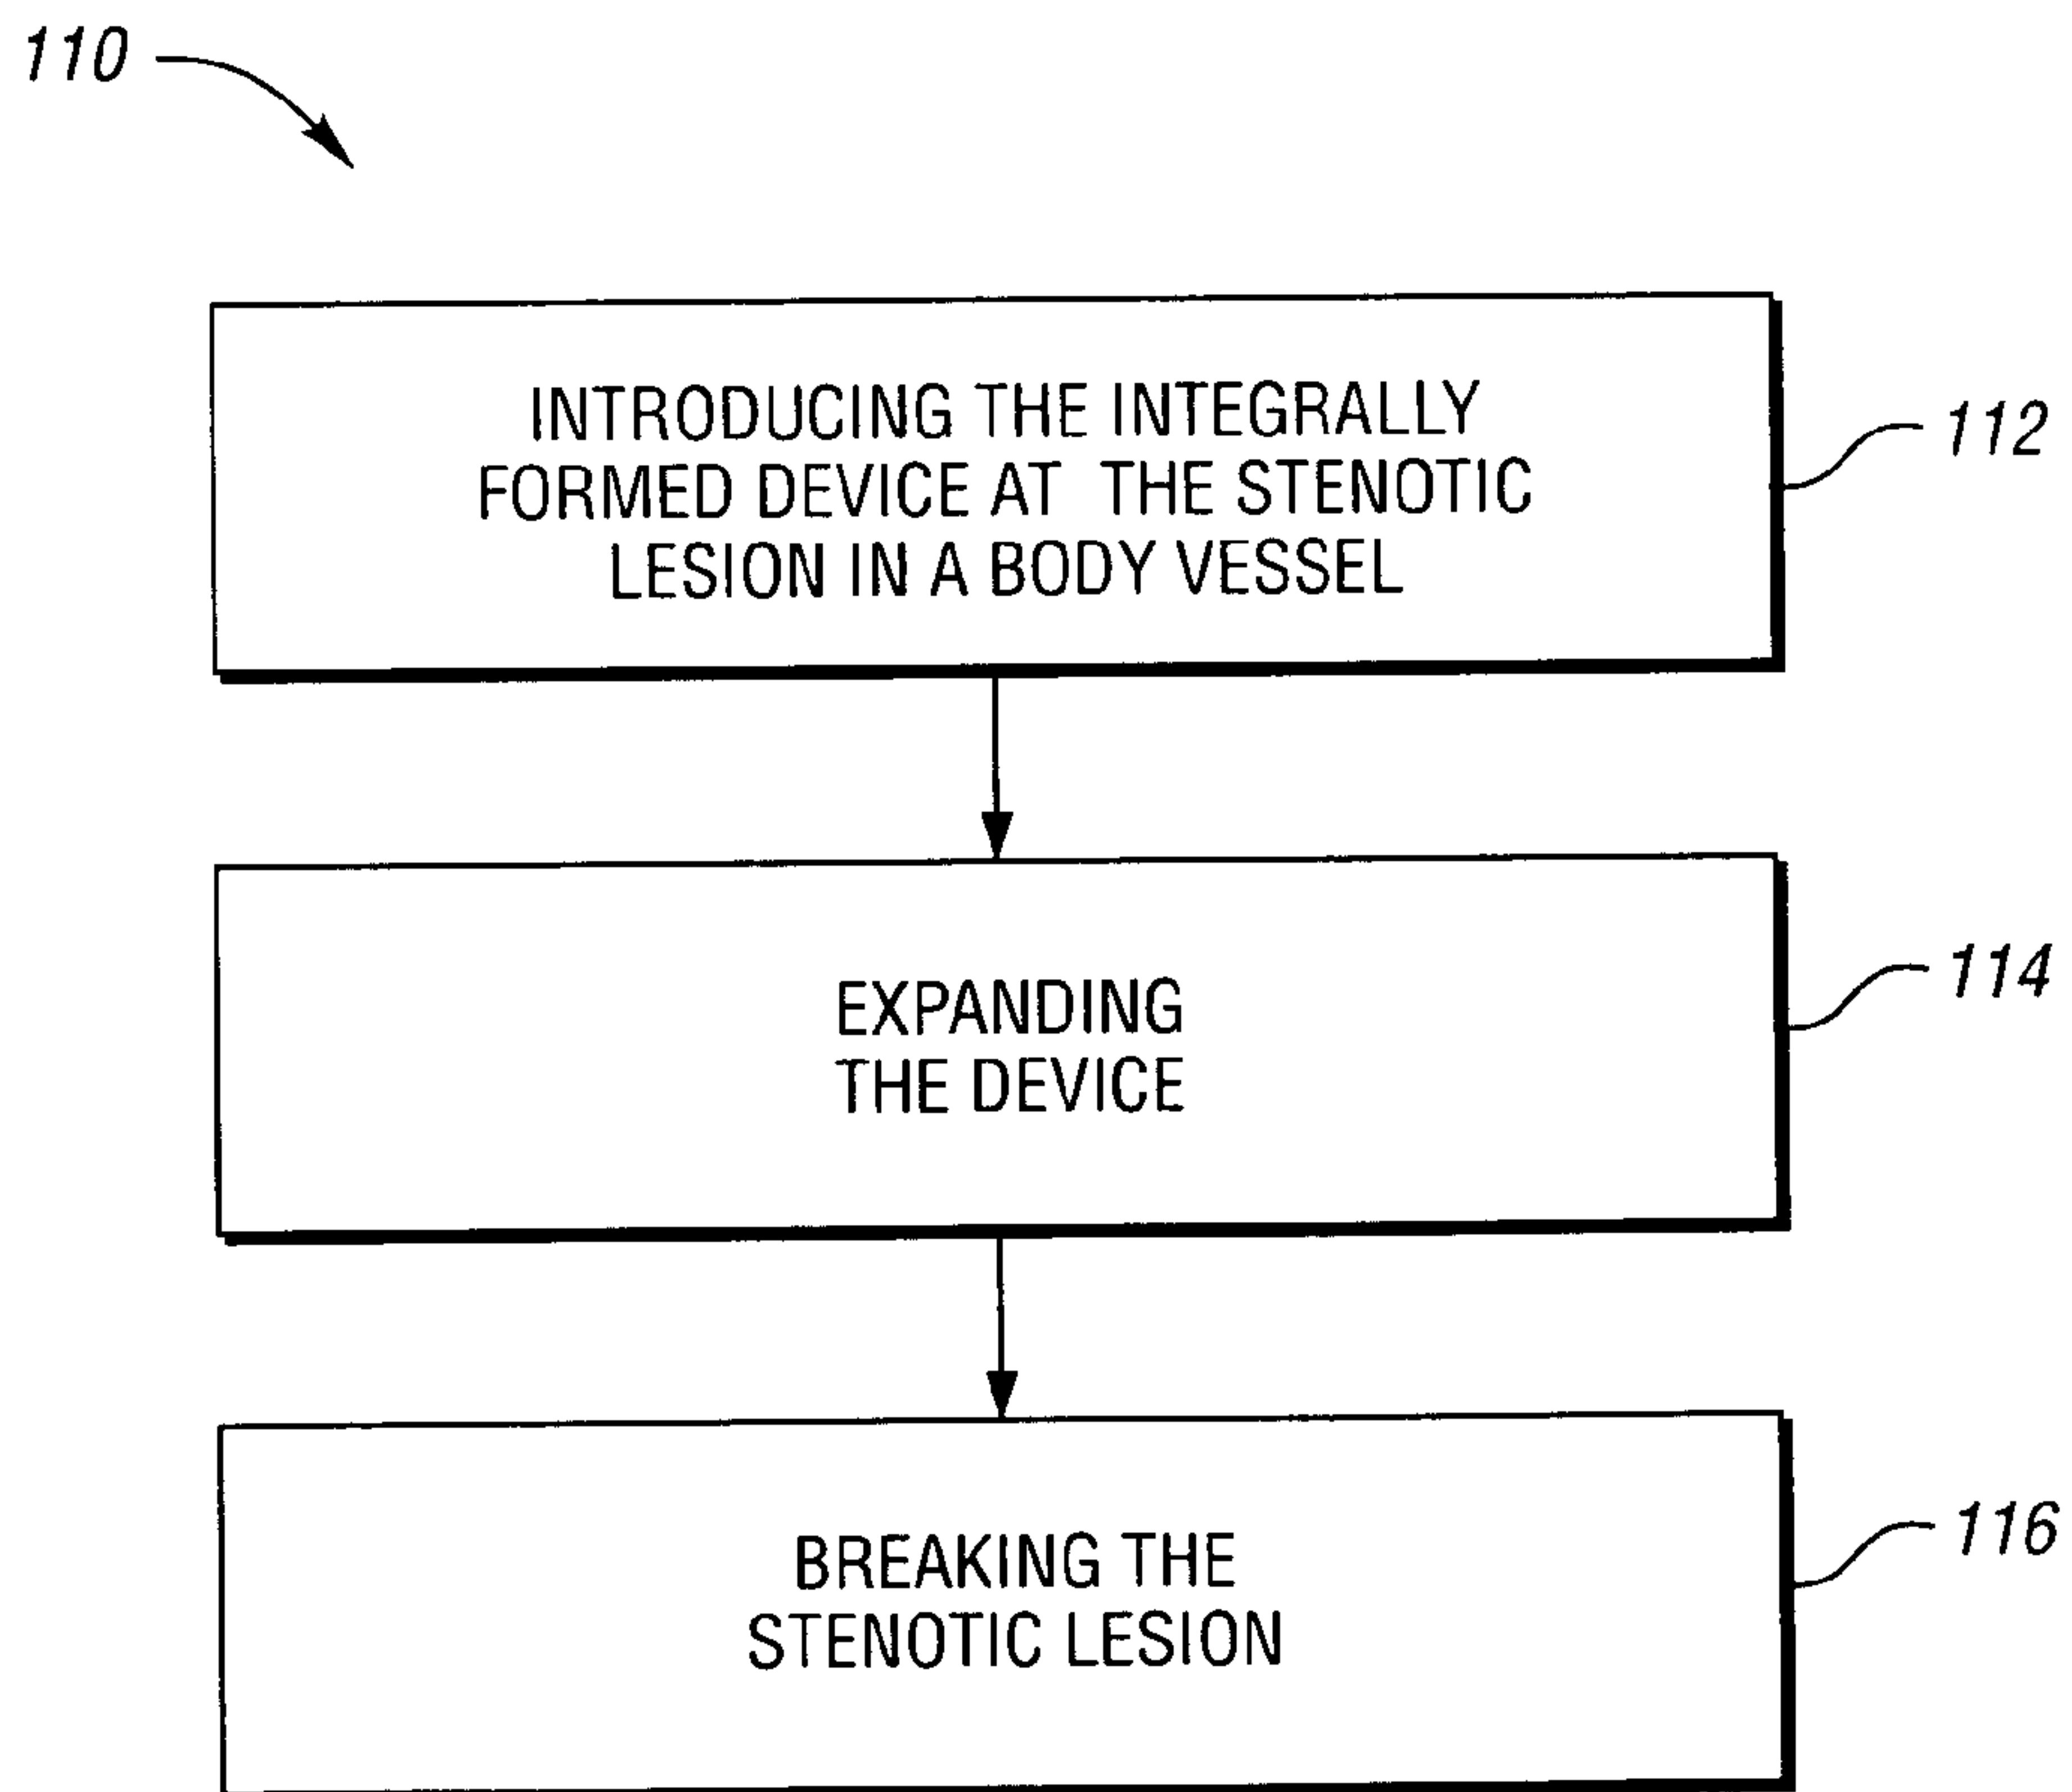 110
INTRODUCING THE INTEGRALLY
FORMED DEVICE AT THE STENOTIC
LESION IN A BODY VESSEL
112
EXPANDING
THE DEVICE
114
BREAKING THE
STENOTIC LESION
116